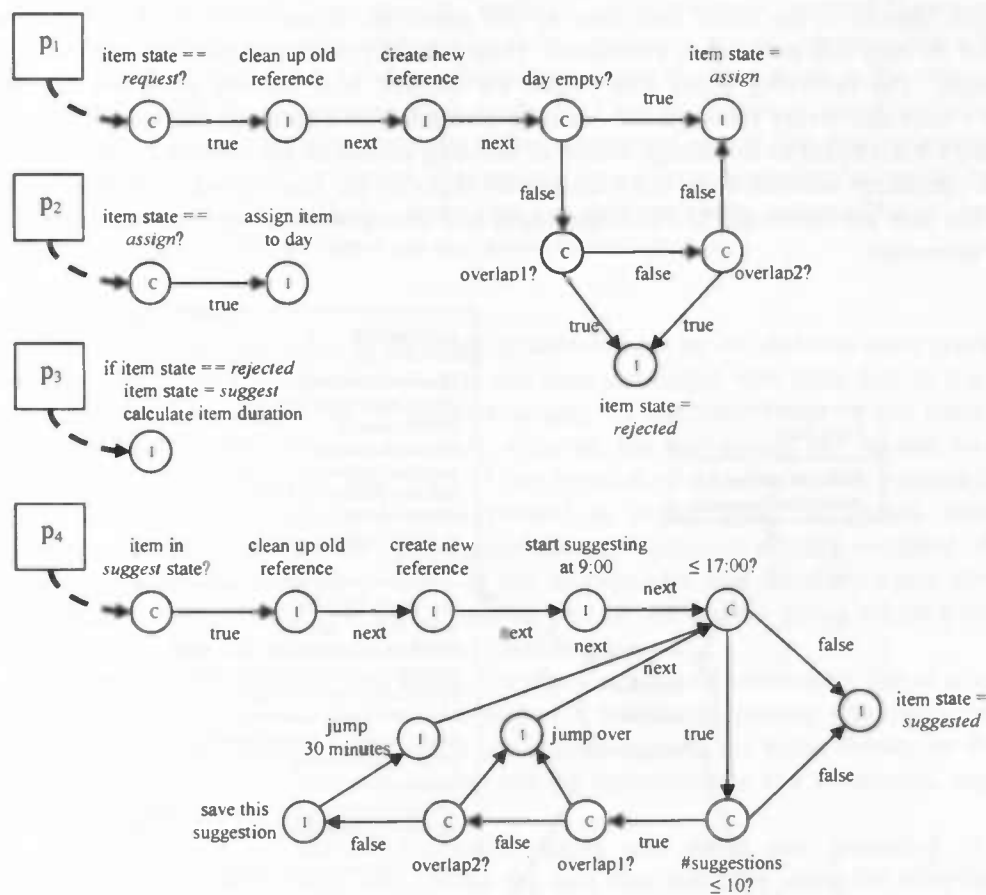 p1
item state ==
request?
clean up old
reference
create new
reference
day empty?
item state =
assign
C
I
I
C
I
true
next
next
true
false
false
C
C
overlap1?
false
overlap2?
true
true
I
item state =
rejected
p2
item state ==
assign?
assign item
to day
C
I
true
p3
if item state == rejected
item state = suggest
calculate item duration
I
p4
item in
suggest state?
clean up old
reference
create new
reference
start suggesting
at 9:00
≤ 17:00?
next
C
I
I
I
C
true
next
next
next
next
false
I
item state =
suggested
jump
30 minutes
I
I
jump over
true
false
save this
suggestion
I
C
C
C
false
false
true
overlap2?
overlap1?
#suggestions
≤ 10?